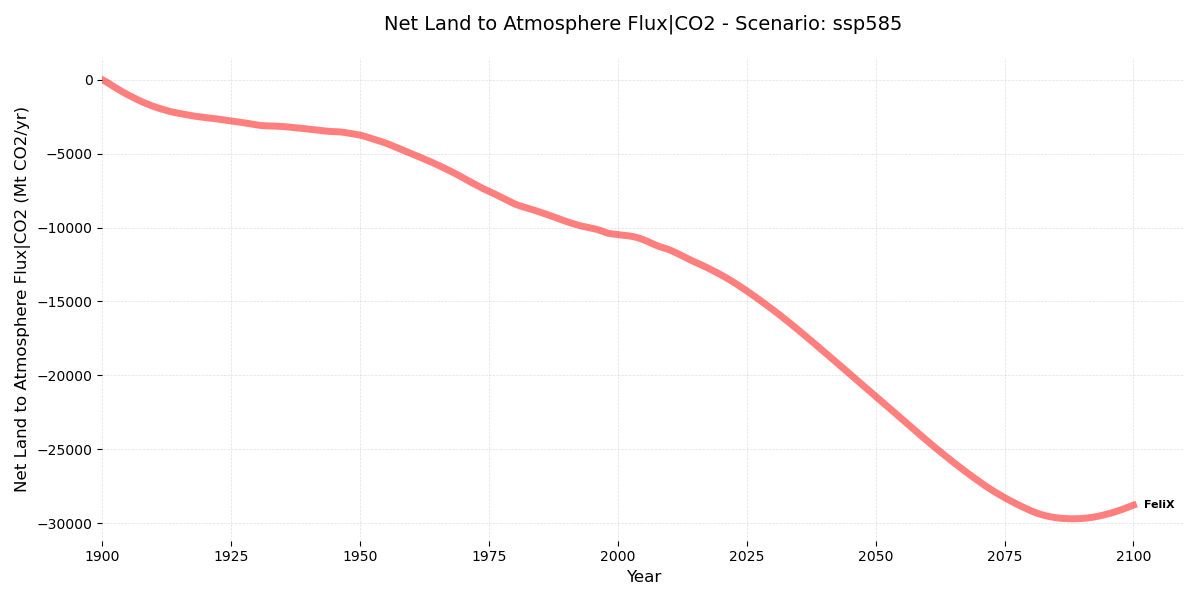 Net Land to Atmosphere Flux|CO2 - Scenario: ssp585
Net Land to Atmosphere Flux|CO2 (Mt CO2/yr)
0
−5000
−10000
−15000
−20000
−25000
−30000
FeliX
1900 1925 1950 1975 2000 2025 2050 2075 2100
Year